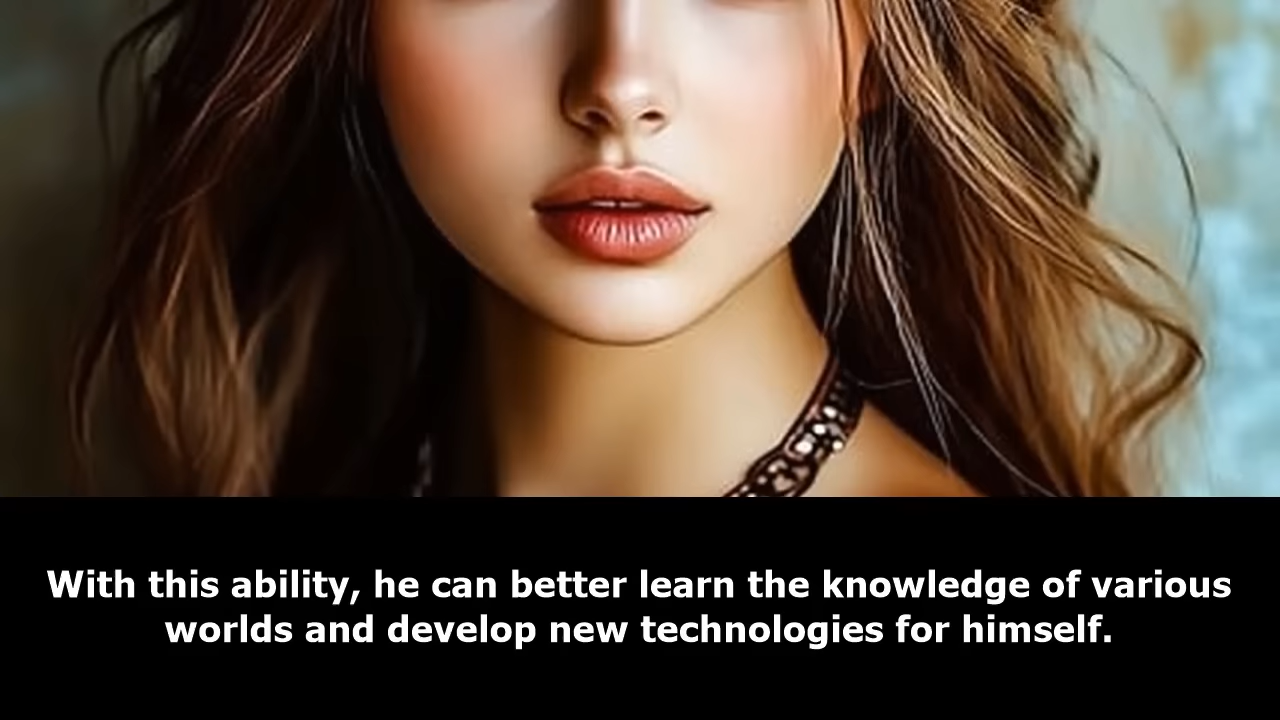 With this ability, he can better learn the knowledge of various
worlds and develop new technologies for himself.